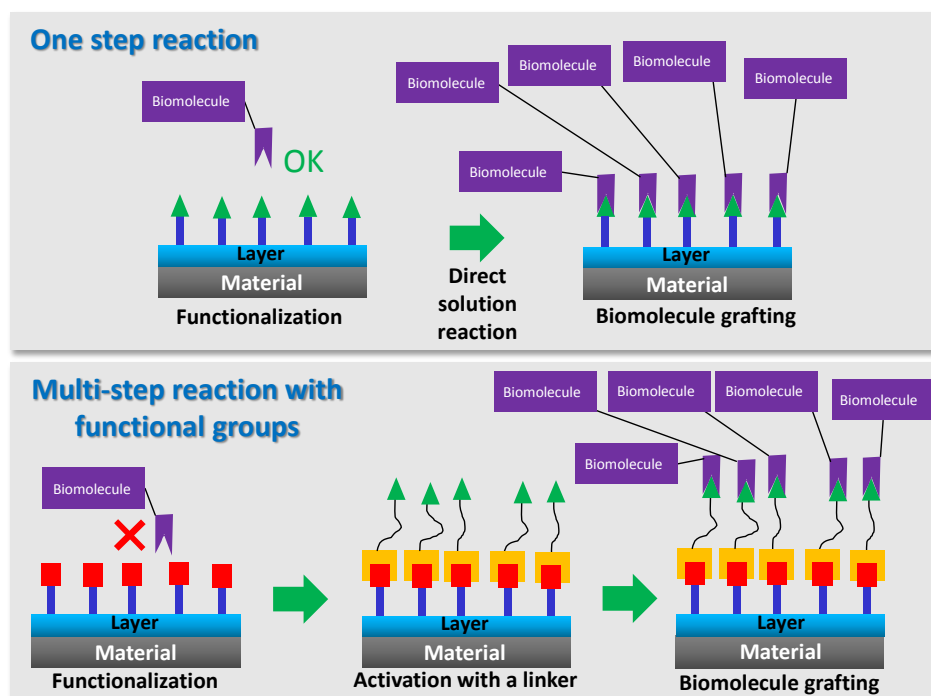 One step reaction
Biomolecule
OK
Layer
Material
Functionalization
Direct
solution
reaction
Biomolecule
Biomolecule
Biomolecule
Biomolecule
Biomolecule
Layer
Material
Biomolecule grafting
Multi-step reaction with
functional groups
Biomolecule
Layer
Material
Functionalization
Layer
Material
Activation with a linker
Biomolecule
Biomolecule
Biomolecule
Biomolecule
Biomolecule
Layer
Material
Biomolecule grafting